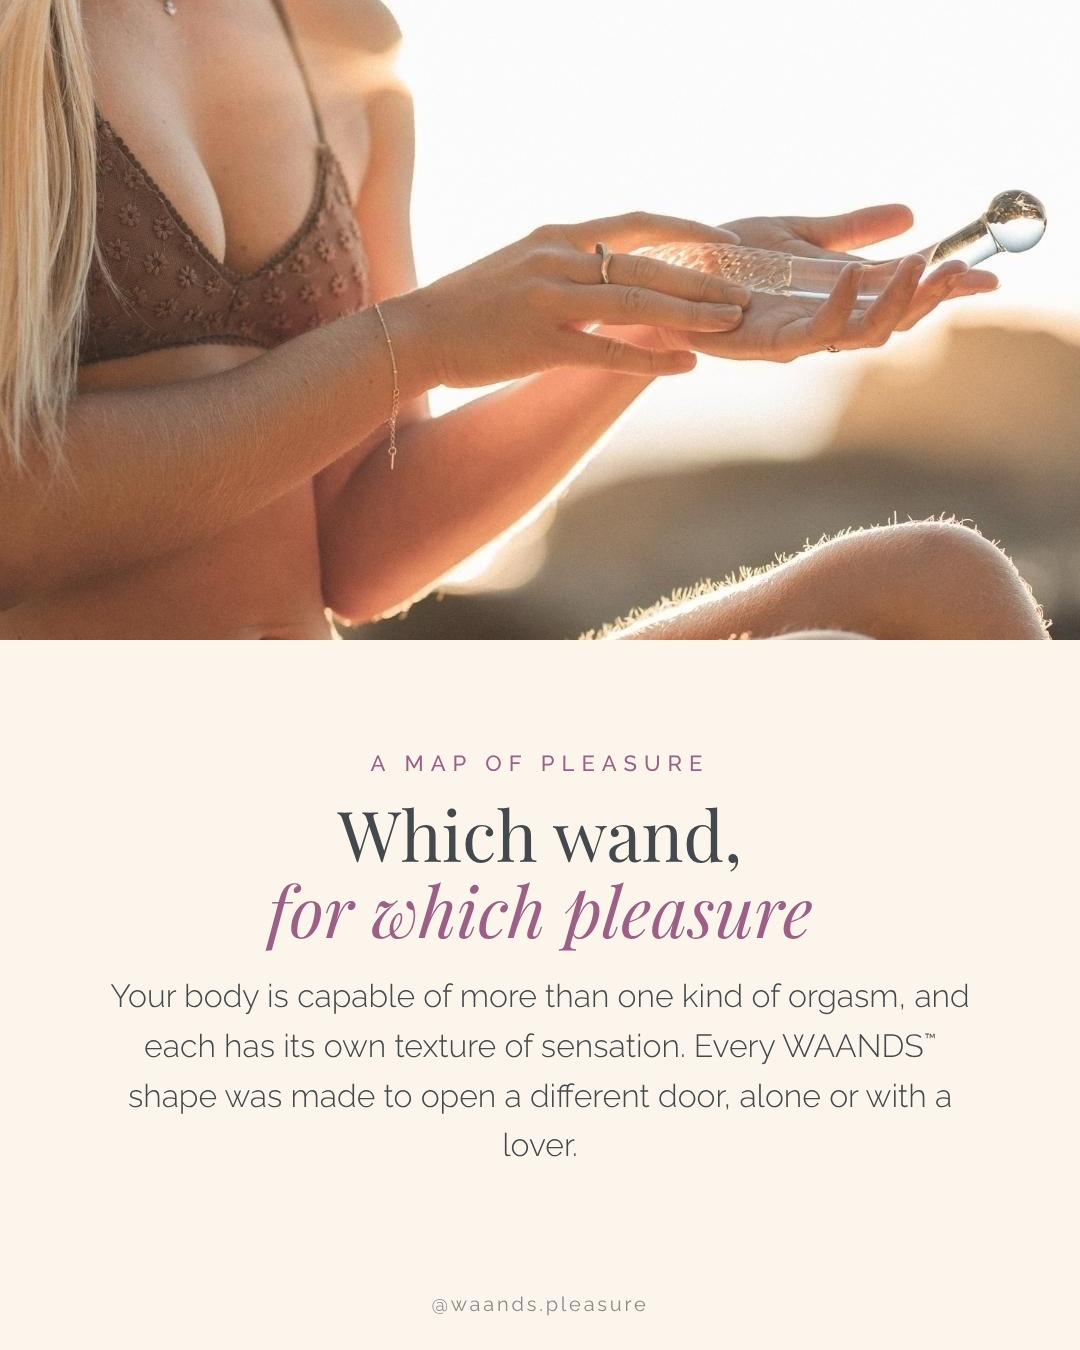 A MAP OF PLEASURE
Which wand,
for which pleasure
Your body is capable of more than one kind of orgasm, and
each has its own texture of sensation. Every WAANDS™
shape was made to open a different door, alone or with a
lover.
@waands.pleasure